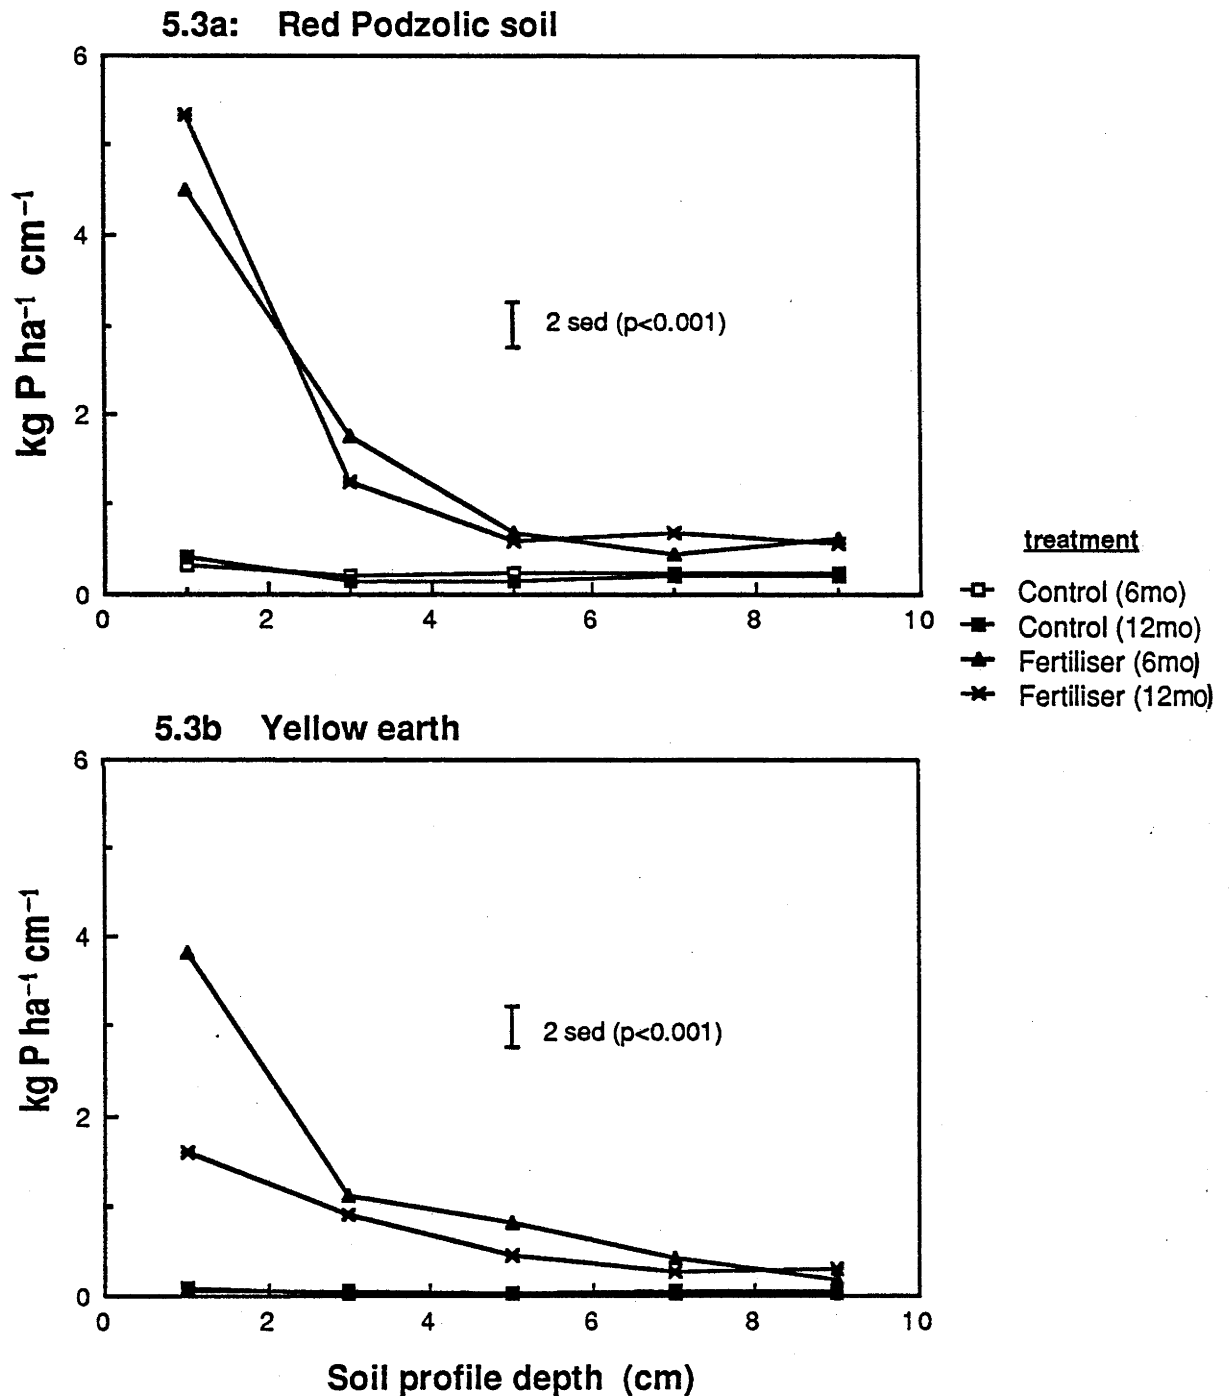 5.3a: Red Podzolic soil
kg P ha⁻¹ cm⁻¹
6
4
2
0
2 sed (p<0.001)
0 2 4 6 8 10
treatment
Control (6mo)
Control (12mo)
Fertiliser (6mo)
Fertiliser (12mo)
5.3b Yellow earth
kg P ha⁻¹ cm⁻¹
6
4
2
0
2 sed (p<0.001)
0 2 4 6 8 10
Soil profile depth (cm)